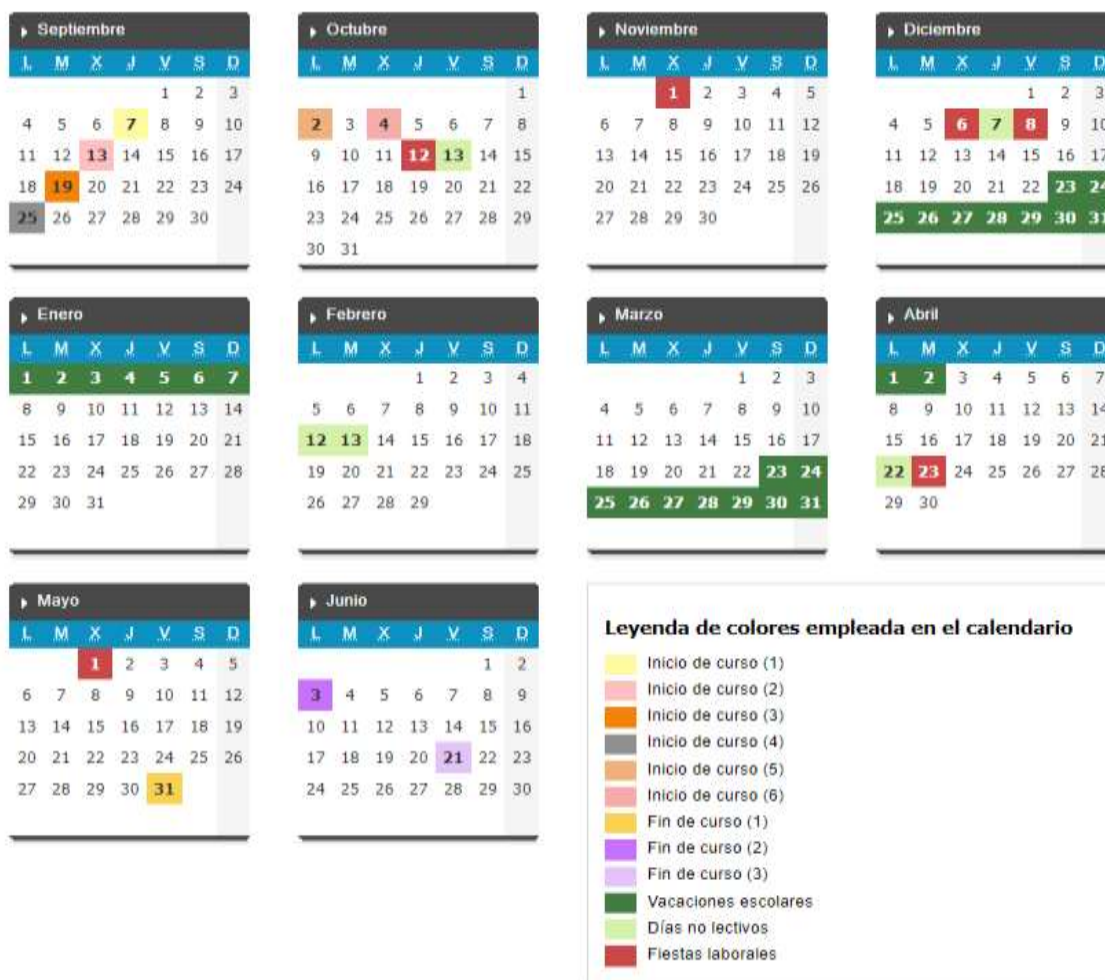 Septiembre
L M X J V S D
1 2 3
4 5 6 7 8 9 10
11 12 13 14 15 16 17
18 19 20 21 22 23 24
25 26 27 28 29 30
Octubre
L M X J V S D
1
2 3 4 5 6 7 8
9 10 11 12 13 14 15
16 17 18 19 20 21 22
23 24 25 26 27 28 29
30 31
Noviembre
L M X J V S D
1 2 3 4 5
6 7 8 9 10 11 12
13 14 15 16 17 18 19
20 21 22 23 24 25 26
27 28 29 30
Diciembre
L M X J V S D
1 2 3
4 5 6 7 8 9 10
11 12 13 14 15 16 17
18 19 20 21 22 23 24
25 26 27 28 29 30 31
Enero
L M X J V S D
1 2 3 4 5 6 7
8 9 10 11 12 13 14
15 16 17 18 19 20 21
22 23 24 25 26 27 28
29 30 31
Febrero
L M X J V S D
1 2 3 4
5 6 7 8 9 10 11
12 13 14 15 16 17 18
19 20 21 22 23 24 25
26 27 28 29
Marzo
L M X J V S D
1 2 3
4 5 6 7 8 9 10
11 12 13 14 15 16 17
18 19 20 21 22 23 24
25 26 27 28 29 30 31
Abril
L M X J V S D
1 2 3 4 5 6 7
8 9 10 11 12 13 14
15 16 17 18 19 20 21
22 23 24 25 26 27 28
29 30
Mayo
L M X J V S D
1 2 3 4 5
6 7 8 9 10 11 12
13 14 15 16 17 18 19
20 21 22 23 24 25 26
27 28 29 30 31
Junio
L M X J V S D
1 2
3 4 5 6 7 8 9
10 11 12 13 14 15 16
17 18 19 20 21 22 23
24 25 26 27 28 29 30
Leyenda de colores empleada en el calendario
Inicio de curso (1)
Inicio de curso (2)
Inicio de curso (3)
Inicio de curso (4)
Inicio de curso (5)
Inicio de curso (6)
Fin de curso (1)
Fin de curso (2)
Fin de curso (3)
Vacaciones escolares
Días no lectivos
Fiestas laborales